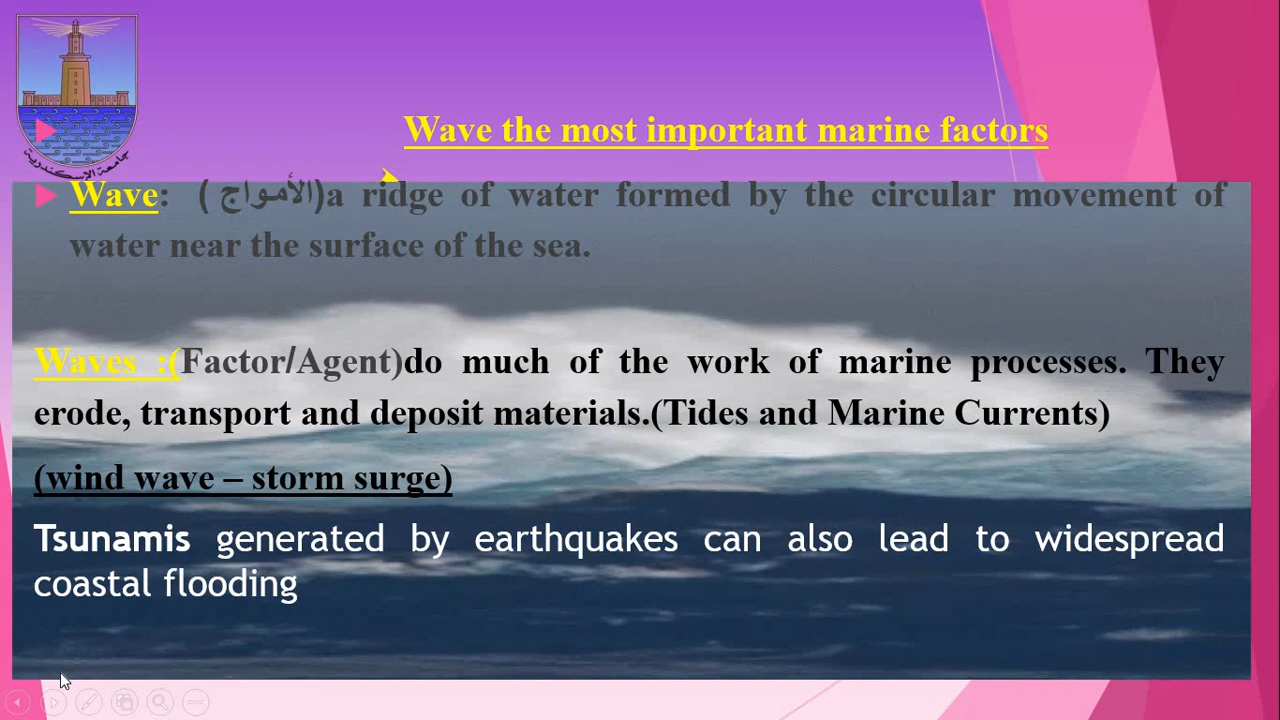 جامعة الإسكندرية
Wave the most important marine factors
Wave: ( الأمواج)a ridge of water formed by the circular movement of
water near the surface of the sea.
Waves :(Factor/Agent)do much of the work of marine processes. They
erode, transport and deposit materials.(Tides and Marine Currents)
(wind wave – storm surge)
Tsunamis generated by earthquakes can also lead to widespread
coastal flooding